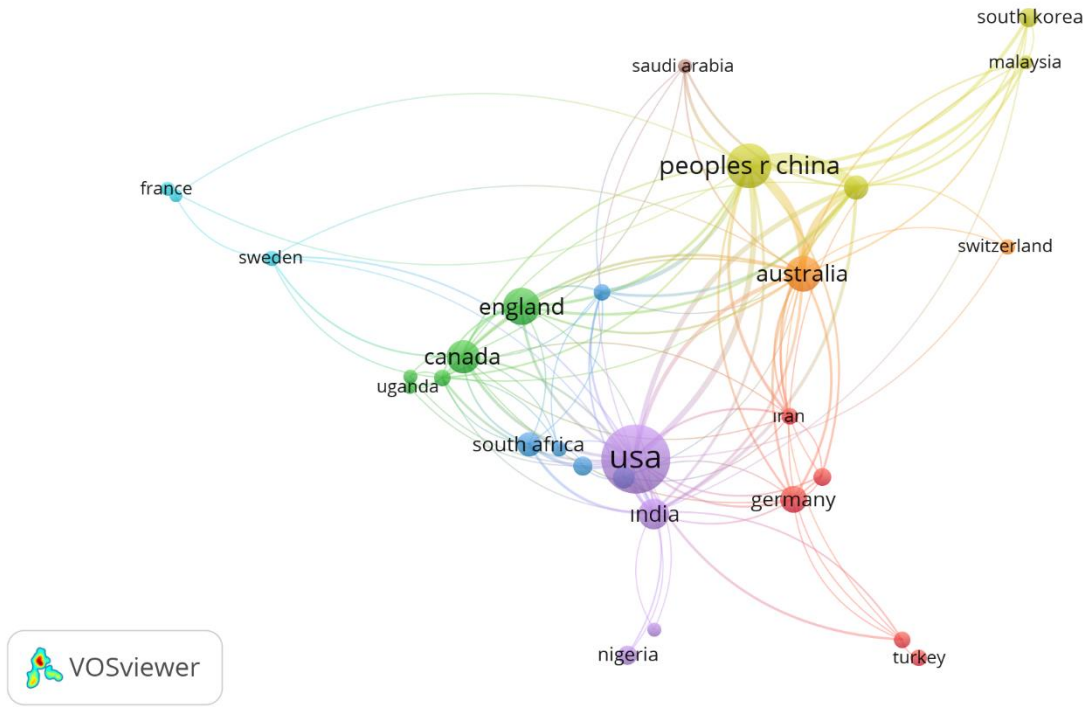 south korea
malaysia
saudi arabia
peoples r china
france
switzerland
sweden
australia
england
canada
uganda
iran
south africa
usa
germany
india
nigeria
turkey
VOSviewer